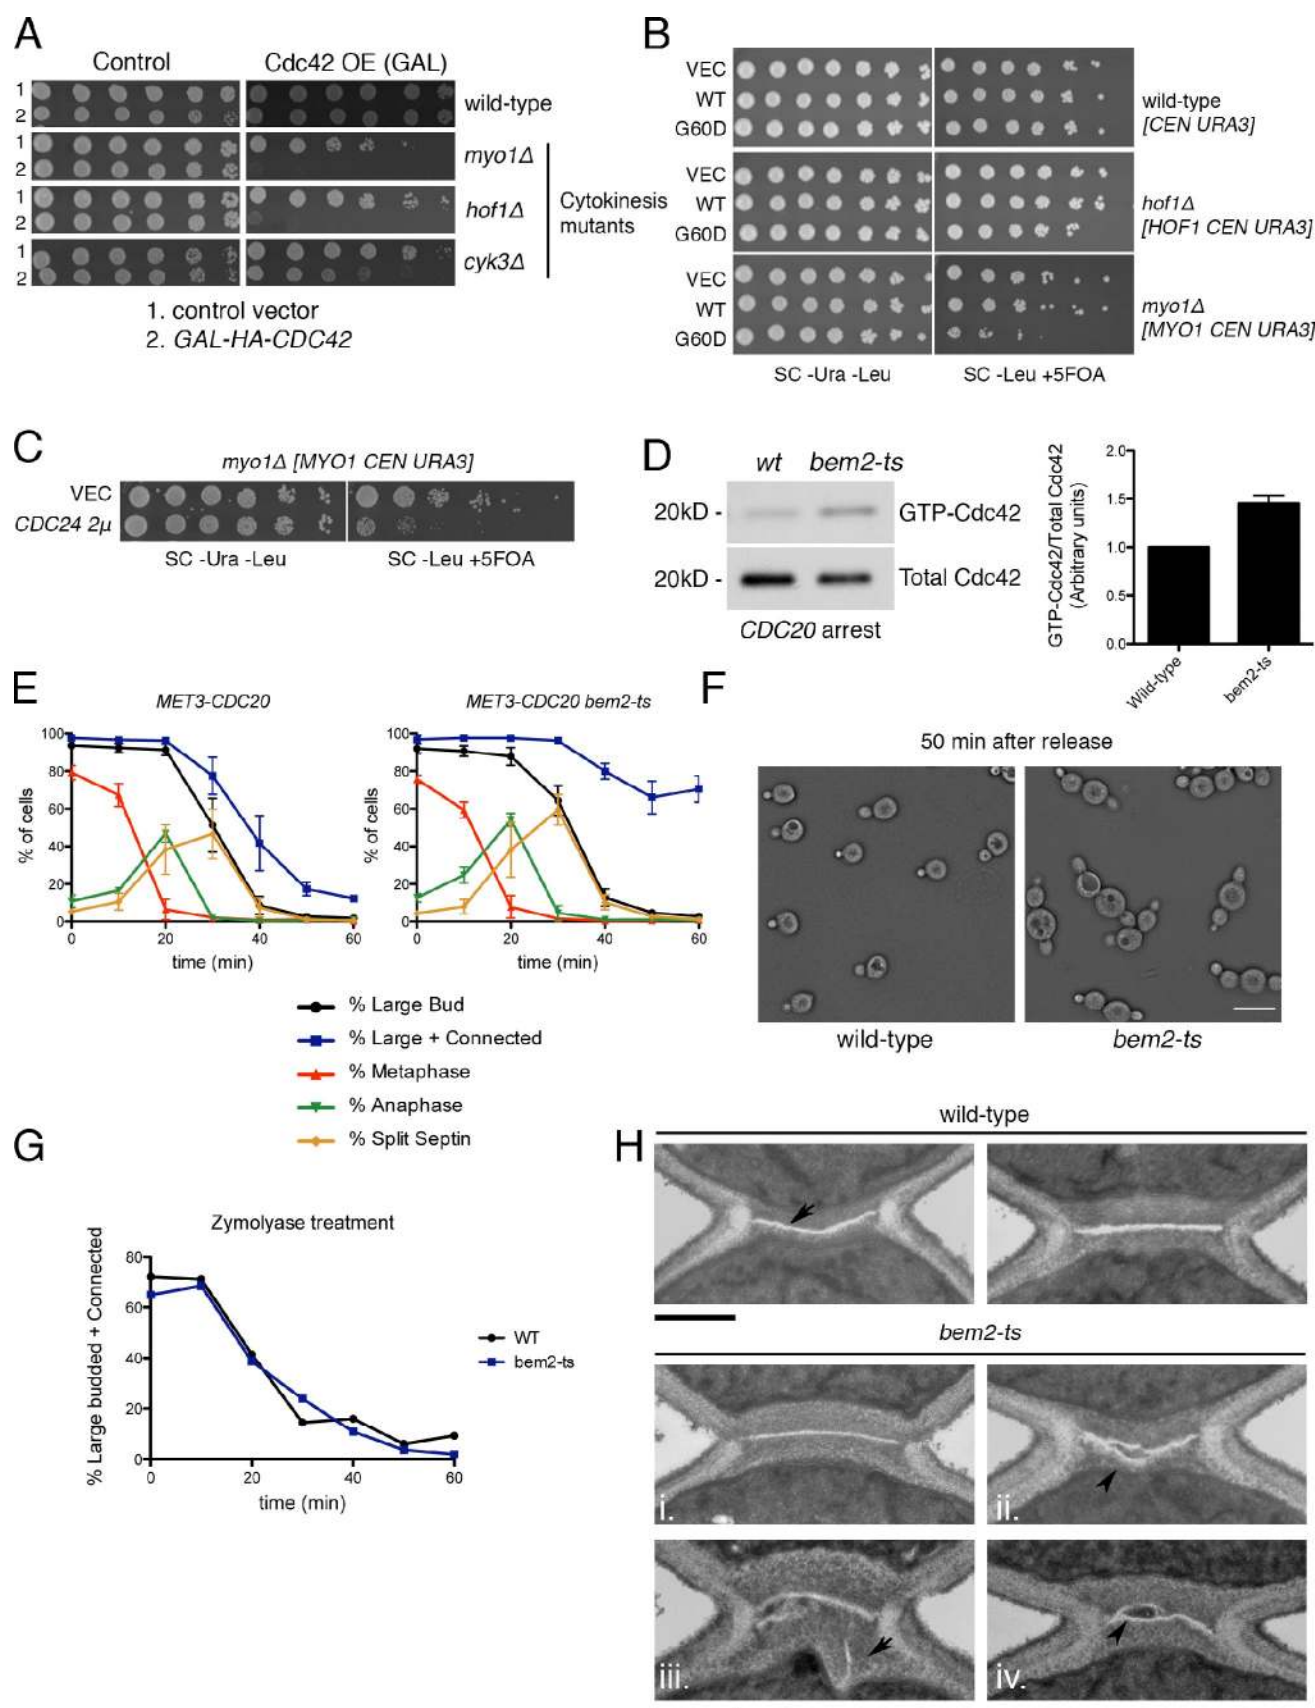 A
Control
Cdc42 OE (GAL)
1
2
wild-type
1
2
myo1Δ
1
2
hof1Δ
1
2
cyk3Δ
Cytokinesis
mutants
1. control vector
2. GAL-HA-CDC42
B
VEC
WT
G60D
wild-type
[CEN URA3]
VEC
WT
G60D
hof1Δ
[HOF1 CEN URA3]
VEC
WT
G60D
myo1Δ
[MYO1 CEN URA3]
SC -Ura -Leu
SC -Leu +5FOA
C
myo1Δ [MYO1 CEN URA3]
VEC
CDC24 2μ
SC -Ura -Leu
SC -Leu +5FOA
D
wt
bem2-ts
20kD -
GTP-Cdc42
20kD -
Total Cdc42
CDC20 arrest
GTP-Cdc42/Total Cdc42
(Arbitrary units)
2.0
1.5
1.0
0.5
0.0
Wild-type
bem2-ts
E
MET3-CDC20
% of cells
100
80
60
40
20
0
0
20
40
60
time (min)
MET3-CDC20 bem2-ts
% of cells
100
80
60
40
20
0
0
20
40
60
time (min)
% Large Bud
% Large + Connected
% Metaphase
% Anaphase
% Split Septin
F
50 min after release
wild-type
bem2-ts
G
Zymolyase treatment
% Large budded + Connected
80
60
40
20
0
0
20
40
60
time (min)
WT
bem2-ts
H
wild-type
bem2-ts
i.
ii.
iii.
iv.